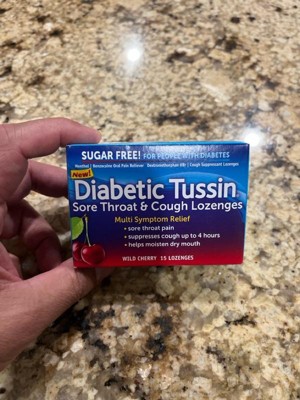 SUGAR FREE! FOR PEOPLE WITH DIABETES
Menthol | Benzocaine Oral Pain Reliever Dextromethorphan HBr | Cough Suppressant Lozenges
New!
Diabetic Tussin
Sore Throat & Cough Lozenges
Multi Symptom Relief
• sore throat pain
• suppresses cough up to 4 hours
• helps moisten dry mouth
WILD CHERRY 15 LOZENGES